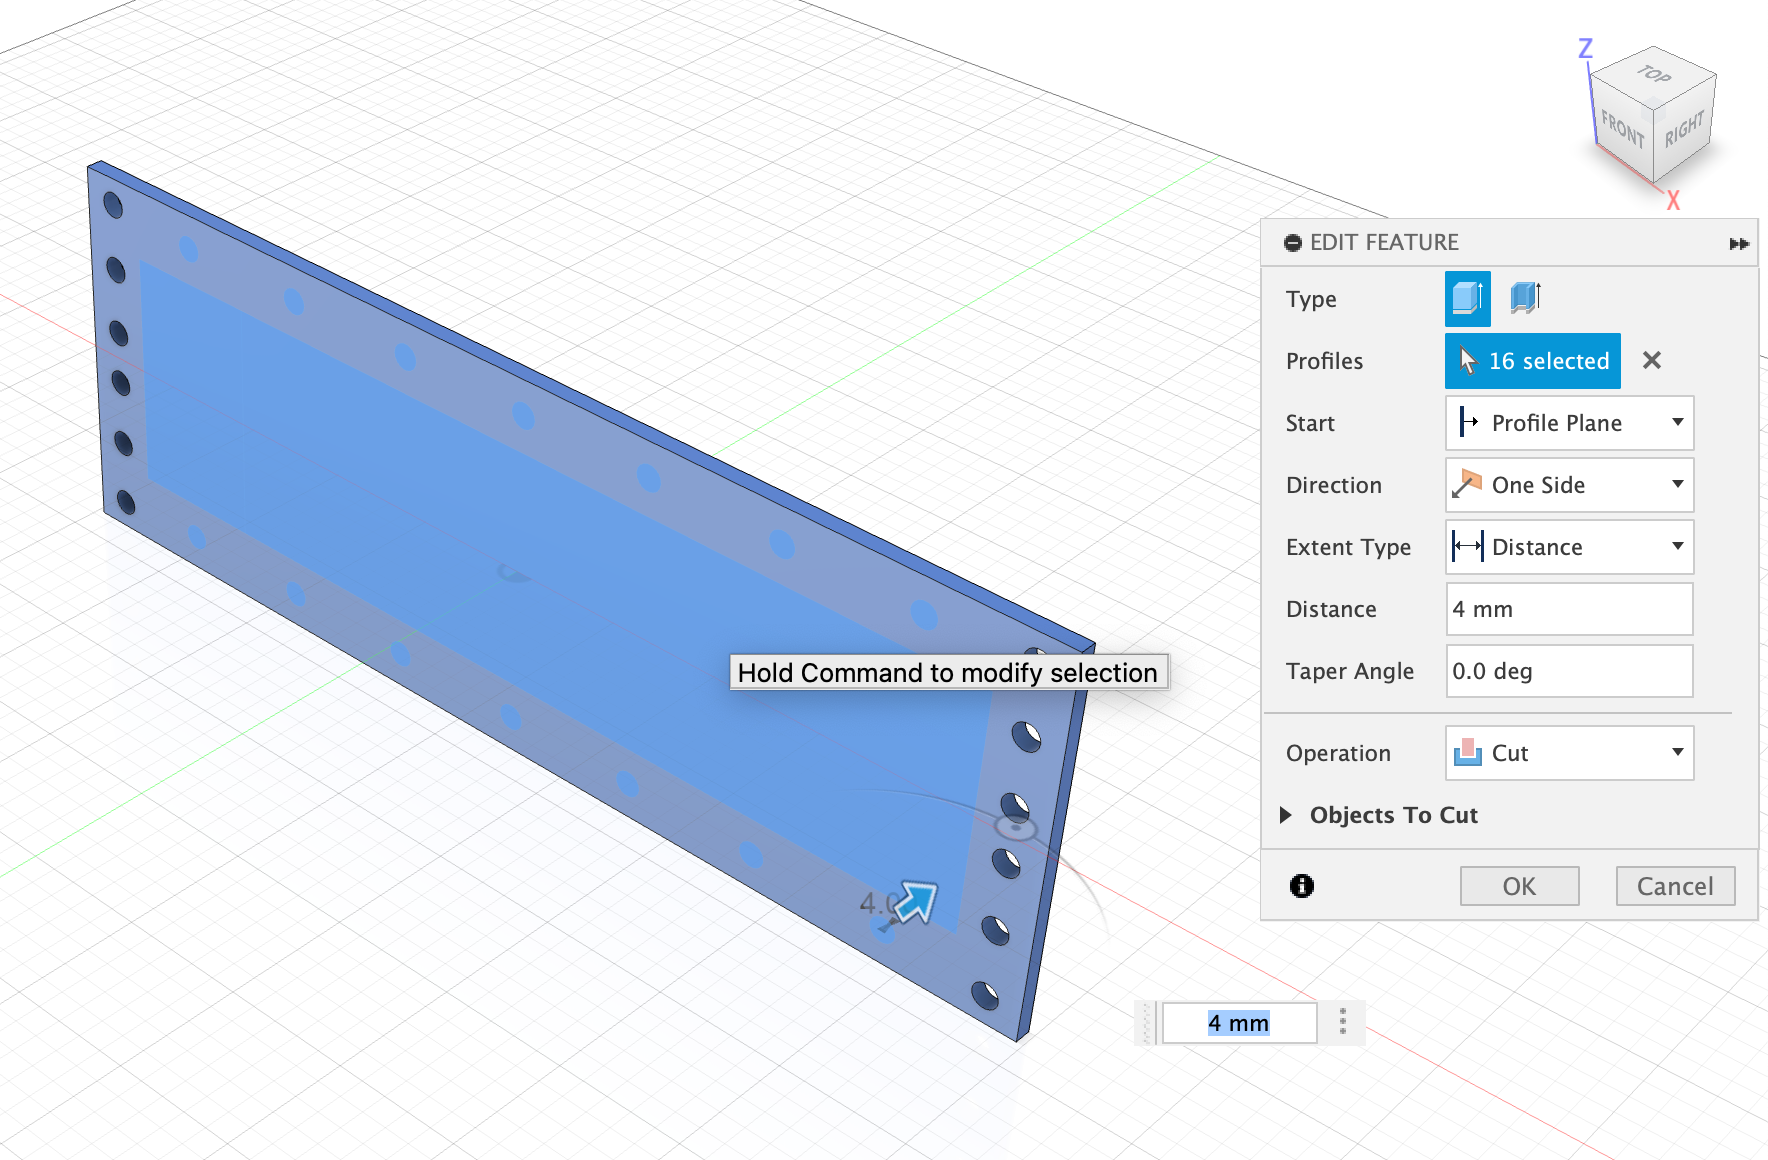 Z
TOP
FRONT
RIGHT
X
EDIT FEATURE
Type
Profiles
16 selected
Start
Profile Plane
Direction
One Side
Extent Type
Distance
Distance
4 mm
Taper Angle
0.0 deg
Operation
Cut
Objects To Cut
OK
Cancel
Hold Command to modify selection
4.0
4 mm